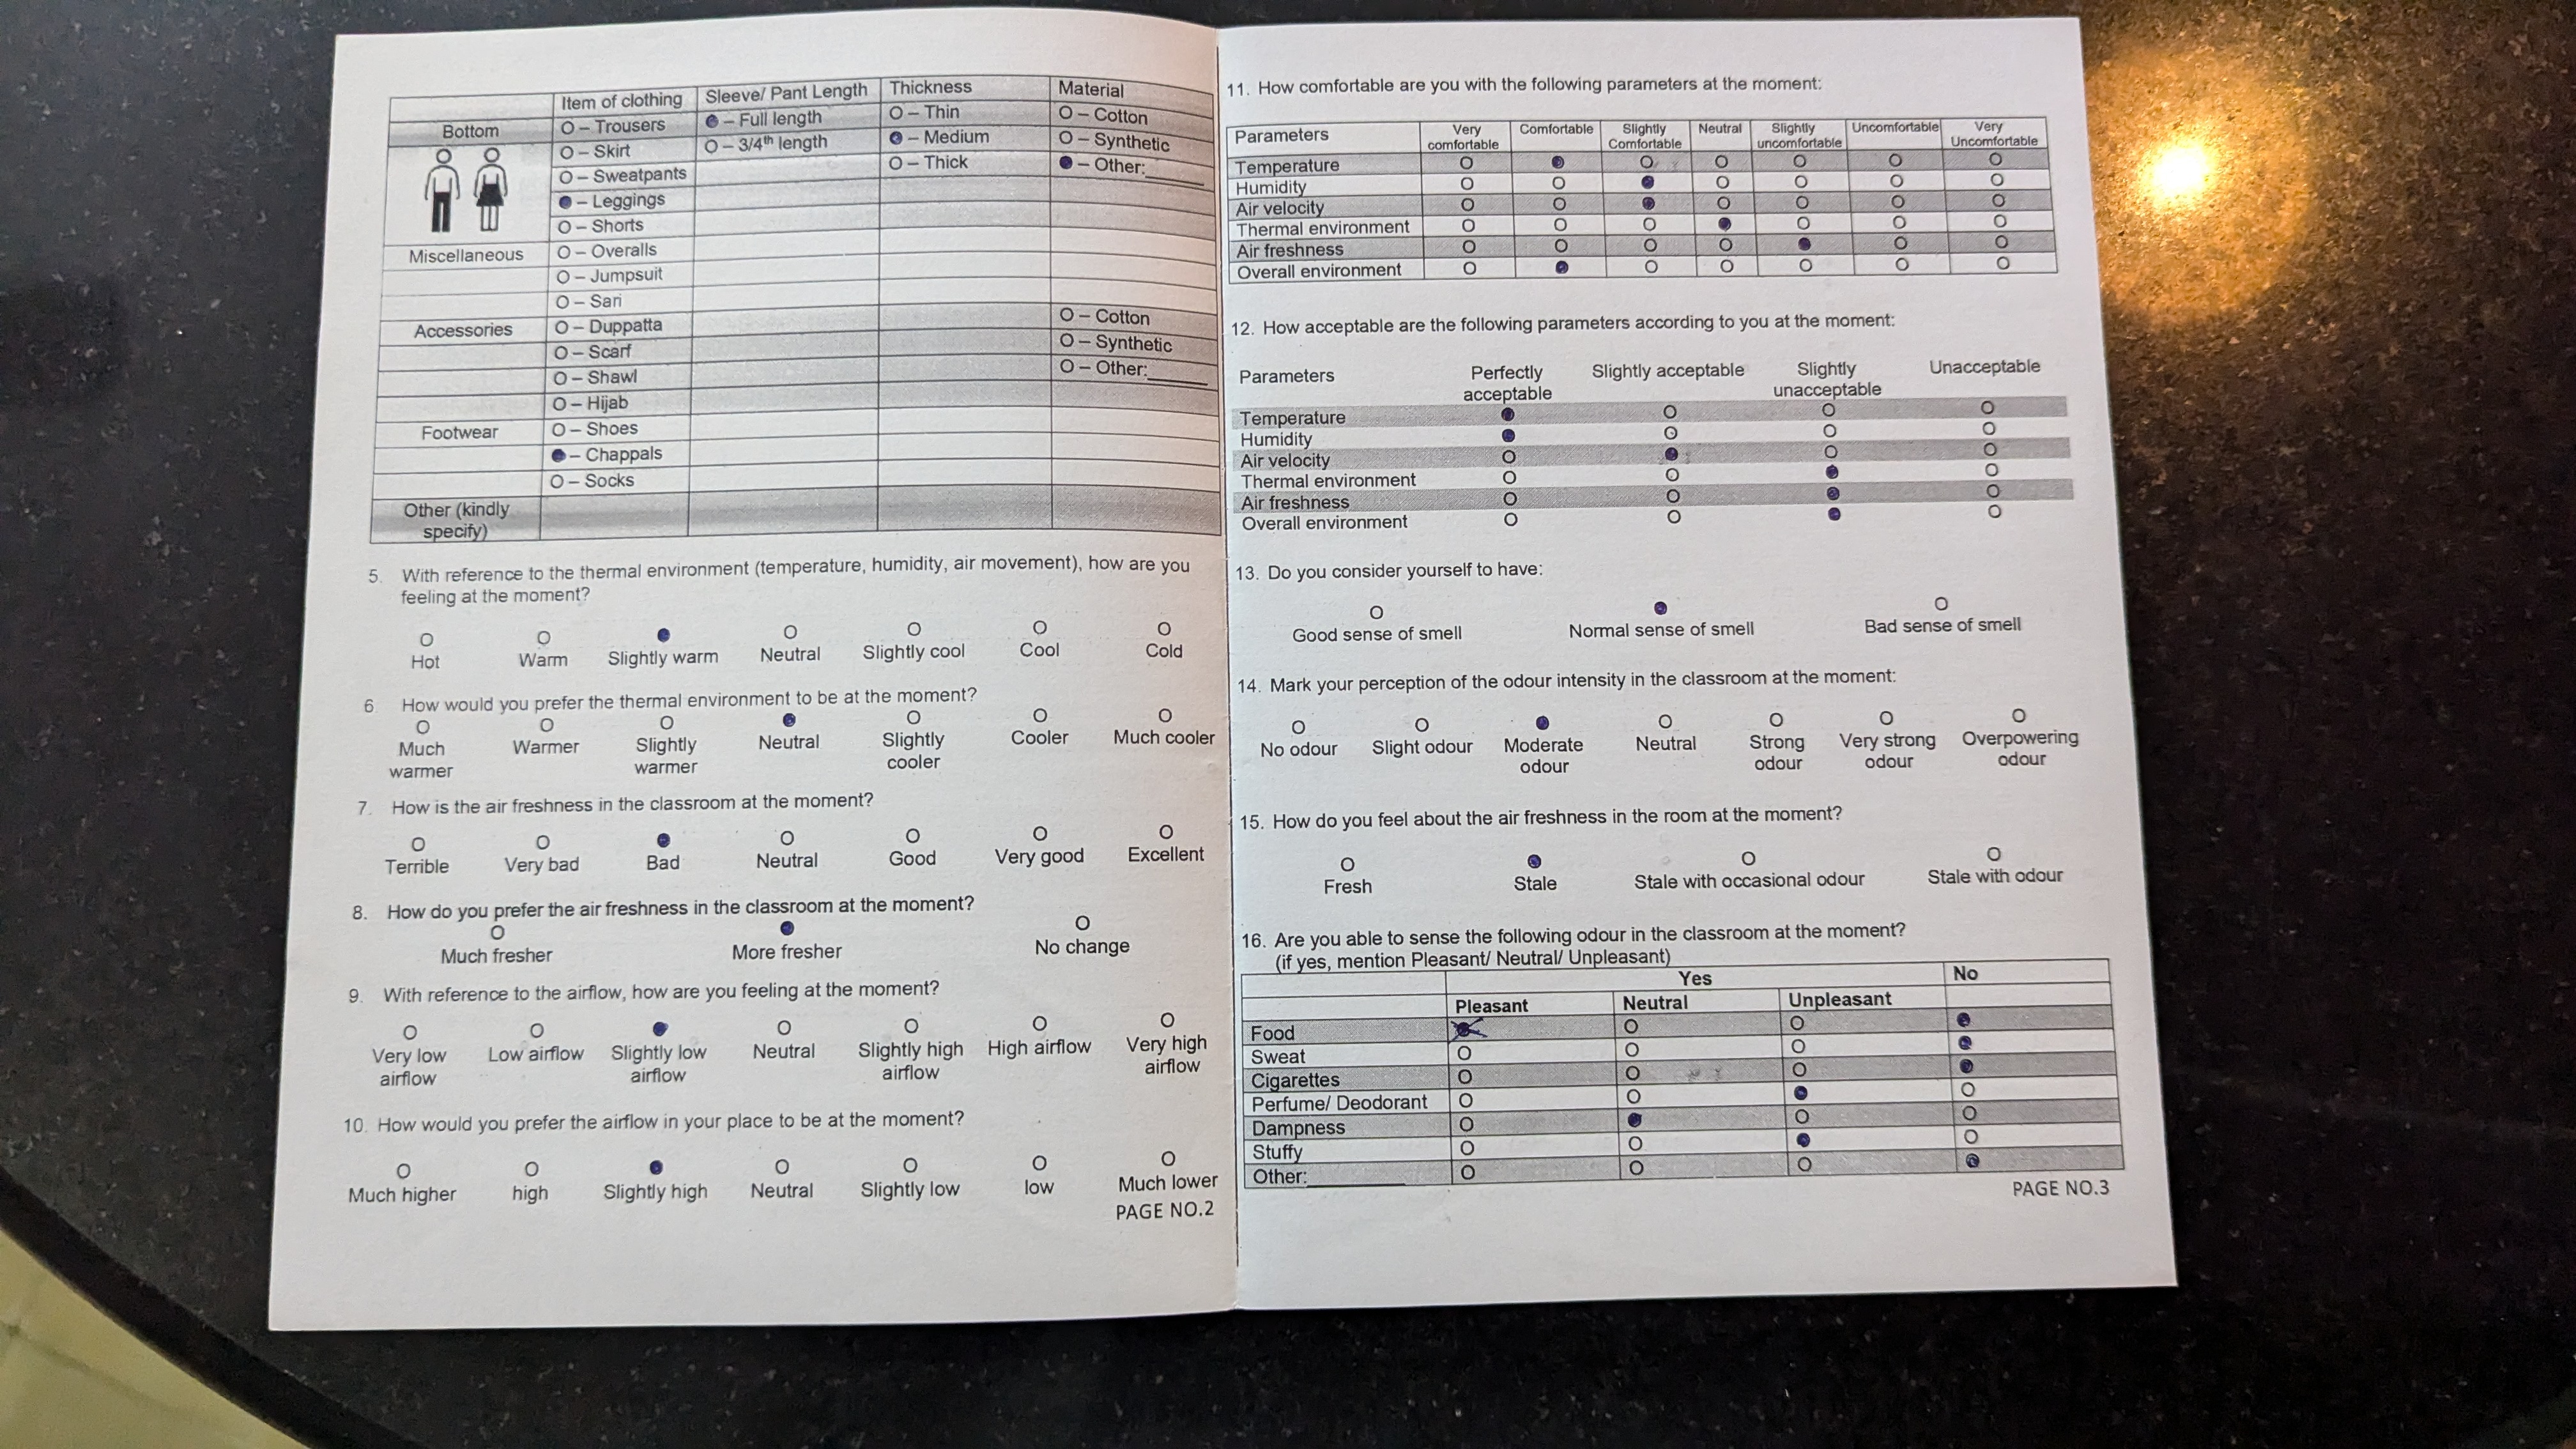 Item of clothing Sleeve/ Pant Length Thickness Material
Bottom O – Trousers ● – Full length O – Thin O – Cotton
O – Skirt O – 3/4th length ● – Medium O – Synthetic
O – Sweatpants O – Thick ● – Other:______
● – Leggings
O – Shorts
Miscellaneous O – Overalls
O – Jumpsuit
O – Sari
Accessories O – Duppatta O – Cotton
O – Scarf O – Synthetic
O – Shawl O – Other:______
O – Hijab
Footwear O – Shoes
● – Chappals
O – Socks
Other (kindly
specify)
5. With reference to the thermal environment (temperature, humidity, air movement), how are you
feeling at the moment?
O O ● O O O O
Hot Warm Slightly warm Neutral Slightly cool Cool Cold
6 How would you prefer the thermal environment to be at the moment?
O O O ● O O O
Much Warmer Slightly Neutral Slightly Cooler Much cooler
warmer warmer cooler
7. How is the air freshness in the classroom at the moment?
O O ● O O O O
Terrible Very bad Bad Neutral Good Very good Excellent
8. How do you prefer the air freshness in the classroom at the moment?
O ● O
Much fresher More fresher No change
9. With reference to the airflow, how are you feeling at the moment?
O O ● O O O O
Very low Low airflow Slightly low Neutral Slightly high High airflow Very high
airflow airflow airflow airflow
10. How would you prefer the airflow in your place to be at the moment?
O O ● O O O O
Much higher high Slightly high Neutral Slightly low low Much lower
PAGE NO.2
11. How comfortable are you with the following parameters at the moment:
Parameters Very Comfortable Slightly Neutral Slightly Uncomfortable Very
comfortable Comfortable uncomfortable Uncomfortable
Temperature O ● O O O O O
Humidity O O ● O O O O
Air velocity O O ● O O O O
Thermal environment O O O ● O O O
Air freshness O O O O ● O O
Overall environment O ● O O O O O
12. How acceptable are the following parameters according to you at the moment:
Parameters Perfectly Slightly acceptable Slightly Unacceptable
acceptable unacceptable
Temperature ● O O O
Humidity ● O O O
Air velocity O ● O O
Thermal environment O O ● O
Air freshness O O ● O
Overall environment O O ● O
13. Do you consider yourself to have:
O ● O
Good sense of smell Normal sense of smell Bad sense of smell
14. Mark your perception of the odour intensity in the classroom at the moment:
O O ● O O O O
No odour Slight odour Moderate Neutral Strong Very strong Overpowering
odour odour odour odour
15. How do you feel about the air freshness in the room at the moment?
O ● O O
Fresh Stale Stale with occasional odour Stale with odour
16. Are you able to sense the following odour in the classroom at the moment?
(if yes, mention Pleasant/ Neutral/ Unpleasant)
Yes No
Pleasant Neutral Unpleasant
Food ● O O ●
Sweat O O O ●
Cigarettes O O O ●
Perfume/ Deodorant O O ● O
Dampness O ● O O
Stuffy O O ● O
Other:__________ O O O ●
PAGE NO.3